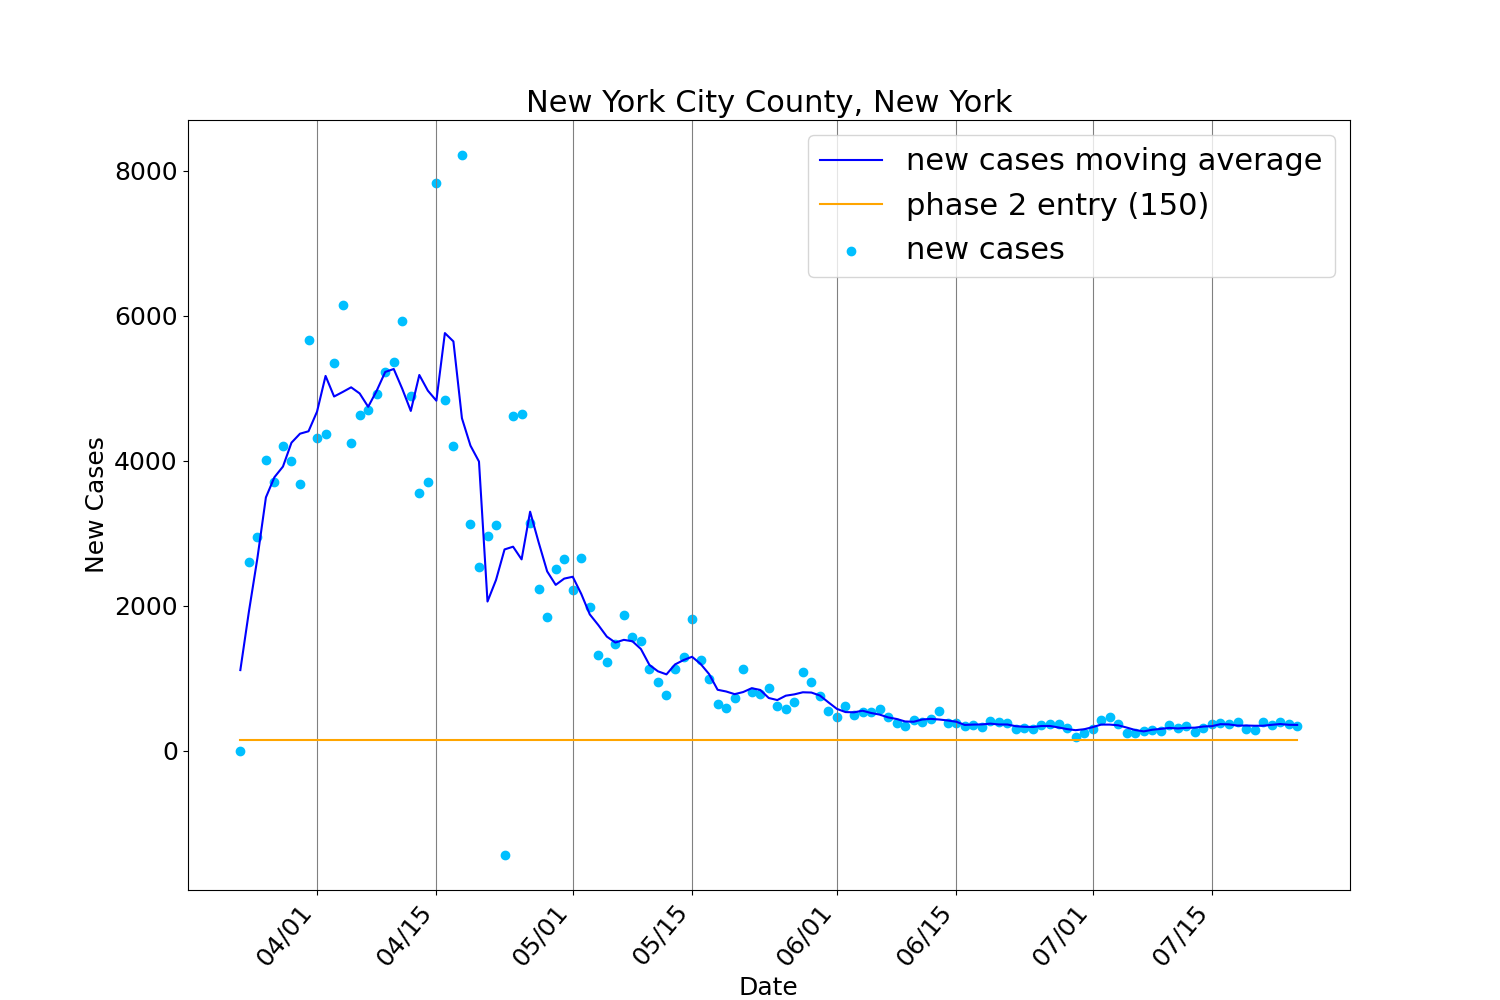 New York City County, New York
new cases moving average
phase 2 entry (150)
new cases
8000
6000
4000
2000
0
New Cases
04/01
04/15
05/01
05/15
06/01
06/15
07/01
07/15
Date